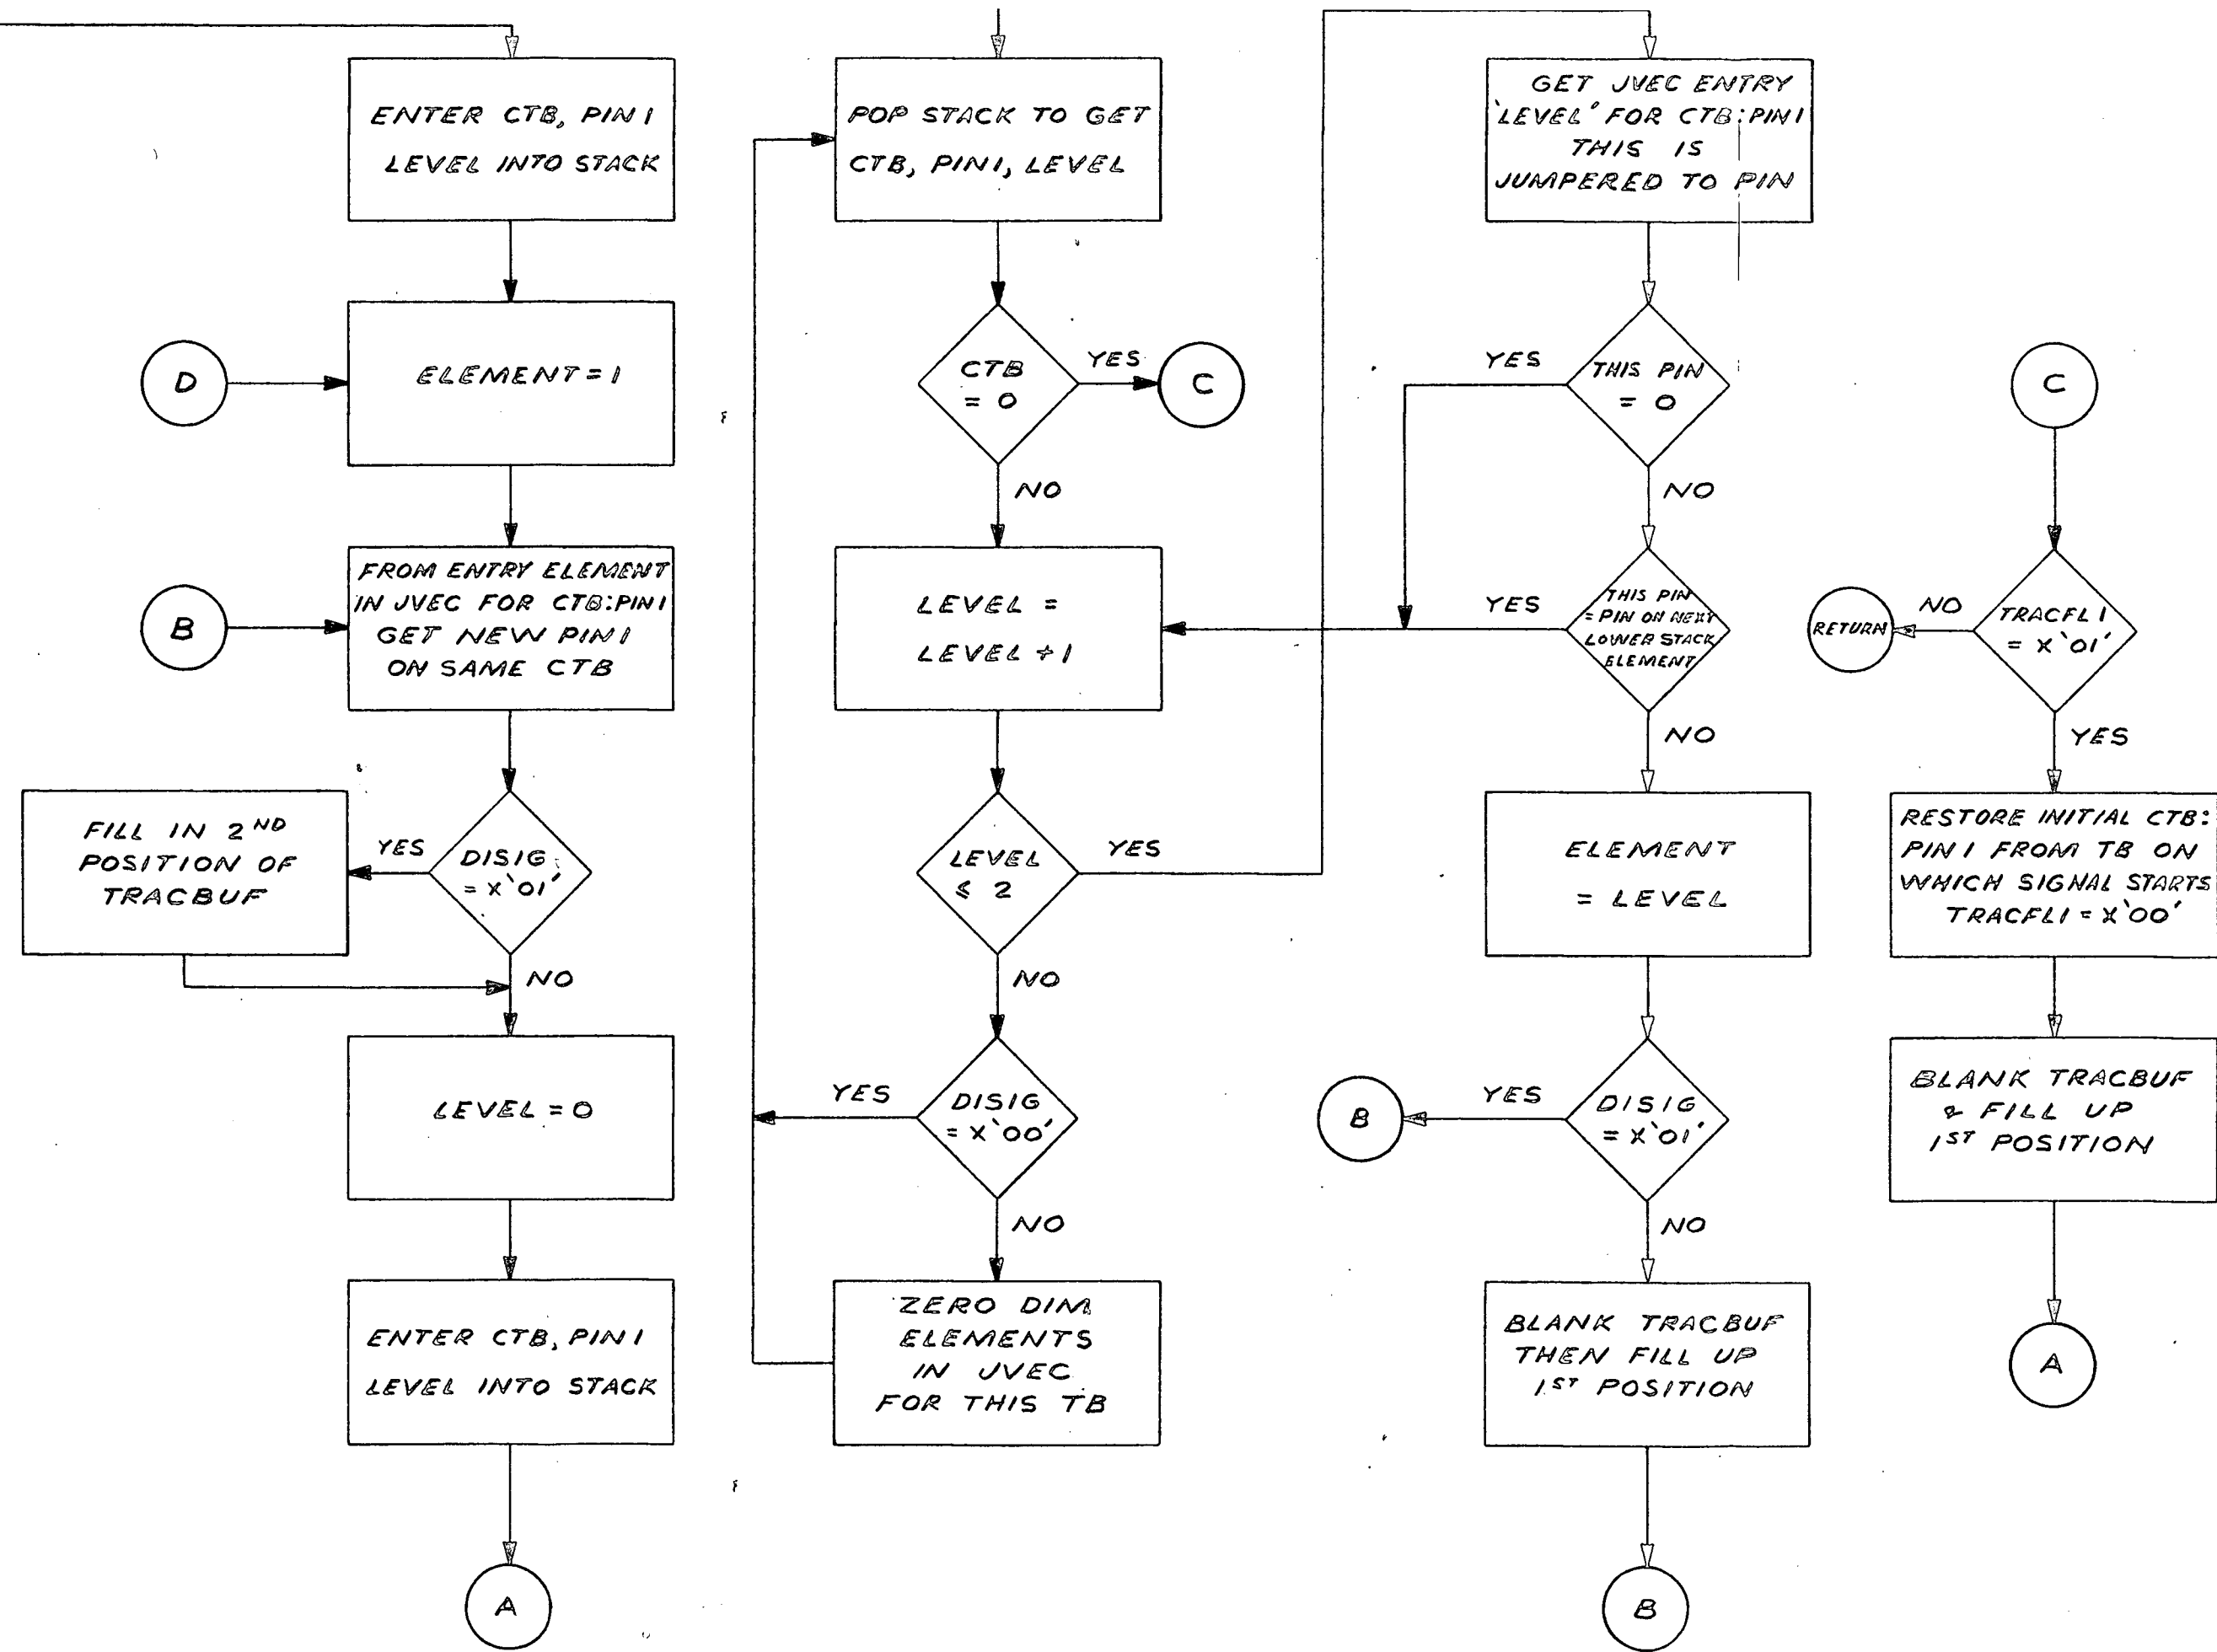 ENTER CTB, PIN1
LEVEL INTO STACK
D
ELEMENT = 1
B
FROM ENTRY ELEMENT
IN JVEC FOR CTB:PIN1
GET NEW PIN1
ON SAME CTB
FILL IN 2ND
POSITION OF
TRACBUF
YES
DISIG
= X'01'
NO
LEVEL = 0
ENTER CTB, PIN1
LEVEL INTO STACK
A
POP STACK TO GET
CTB, PIN1, LEVEL
CTB
= 0
YES
C
NO
LEVEL =
LEVEL + 1
LEVEL
≤ 2
YES
NO
YES
DISIG
= X'00'
NO
ZERO DIM
ELEMENTS
IN JVEC
FOR THIS TB
GET JVEC ENTRY
'LEVEL' FOR CTB:PIN1
THIS IS
JUMPERED TO PIN
YES
THIS PIN
= 0
NO
YES
THIS PIN
= PIN ON NEXT
LOWER STACK
ELEMENT
NO
ELEMENT
= LEVEL
B
YES
DISIG
= X'01'
NO
BLANK TRACBUF
THEN FILL UP
1ST POSITION
B
C
RETURN
NO
TRACFL1
= X'01'
YES
RESTORE INITIAL CTB:
PIN1 FROM TB ON
WHICH SIGNAL STARTS
TRACFL1 = X'00'
BLANK TRACBUF
& FILL UP
1ST POSITION
A